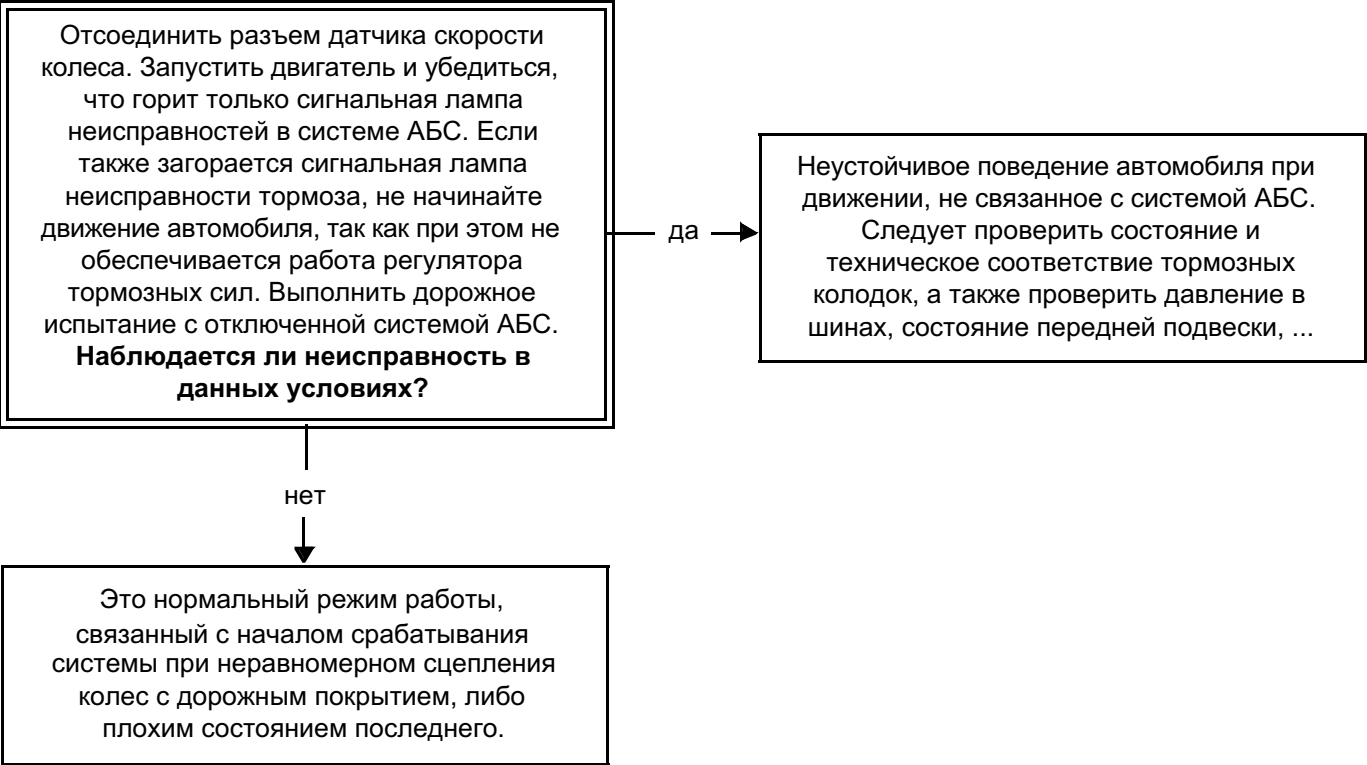 Отсоединить разъем датчика скорости
колеса. Запустить двигатель и убедиться,
что горит только сигнальная лампа
неисправностей в системе АБС. Если
также загорается сигнальная лампа
неисправности тормоза, не начинайте
движение автомобиля, так как при этом не
обеспечивается работа регулятора
тормозных сил. Выполнить дорожное
испытание с отключенной системой АБС.
Наблюдается ли неисправность в
данных условиях?
да
Неустойчивое поведение автомобиля при
движении, не связанное с системой АБС.
Следует проверить состояние и
техническое соответствие тормозных
колодок, а также проверить давление в
шинах, состояние передней подвески, ...
нет
Это нормальный режим работы,
связанный с началом срабатывания
системы при неравномерном сцепления
колес с дорожным покрытием, либо
плохим состоянием последнего.